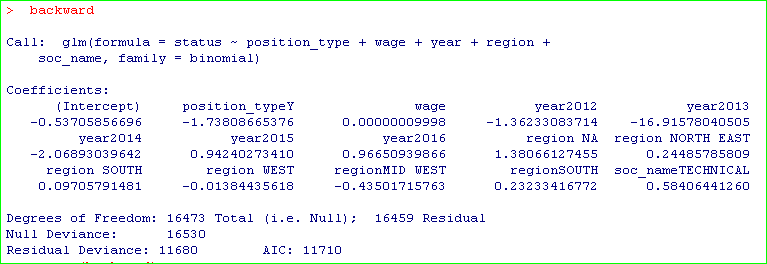 > backward
Call: glm(formula = status ~ position_type + wage + year + region +
soc_name, family = binomial)
Coefficients:
(Intercept) position_typeY wage year2012 year2013
-0.53705856696 -1.73808665376 0.00000009998 -1.36233083714 -16.91578040505
year2014 year2015 year2016 region NA region NORTH EAST
-2.06893039642 0.94240273410 0.96650939866 1.38066127455 0.24485785809
region SOUTH region WEST regionMID WEST regionSOUTH soc_nameTECHNICAL
0.09705791481 -0.01384435618 -0.43501715763 0.23233416772 0.58406441260
Degrees of Freedom: 16473 Total (i.e. Null); 16459 Residual
Null Deviance: 16530
Residual Deviance: 11680 AIC: 11710